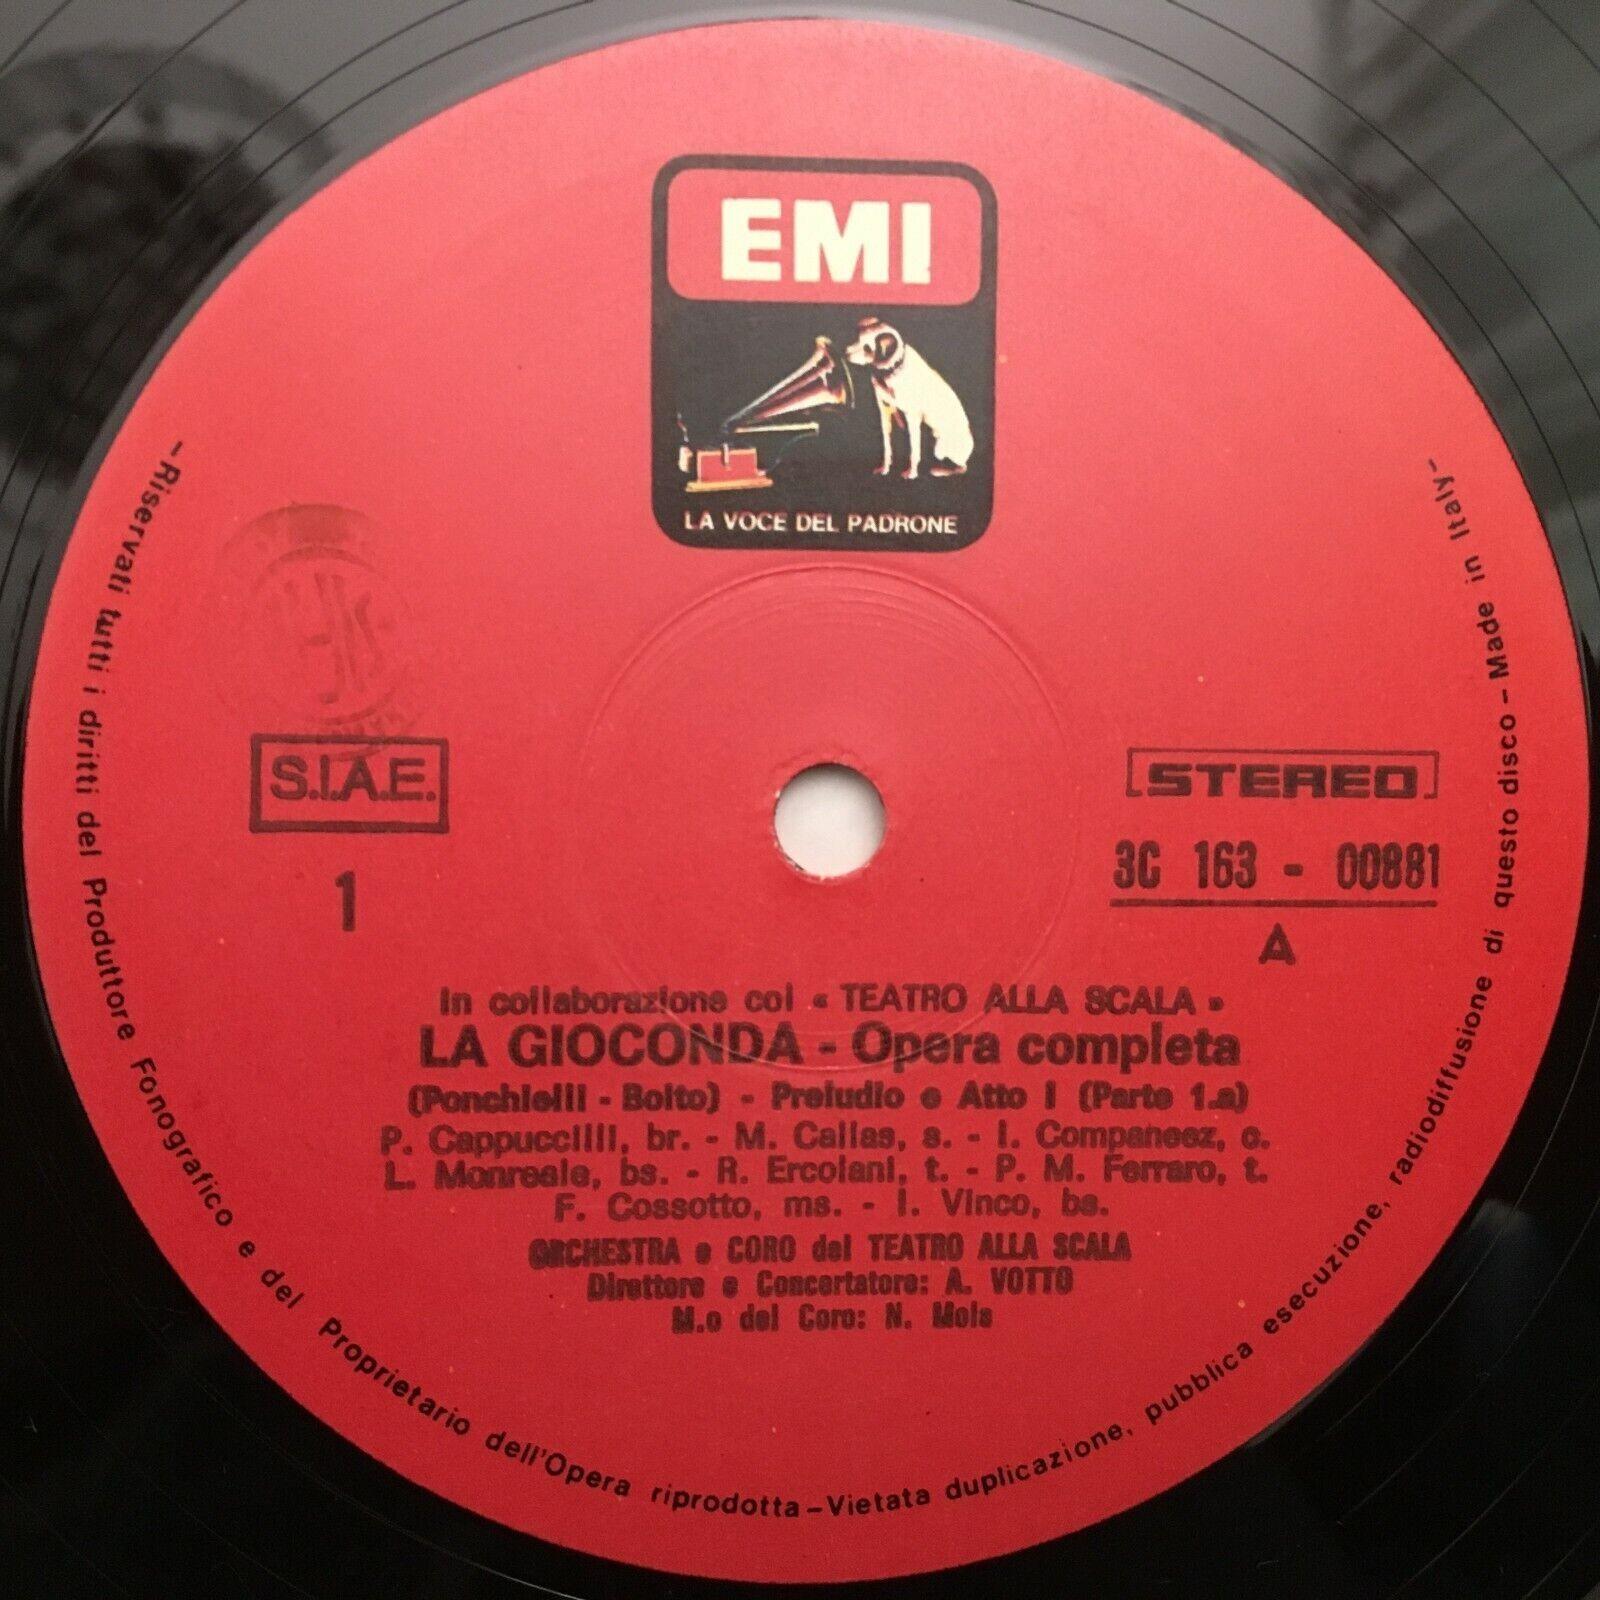 EMI
LA VOCE DEL PADRONE
S.I.A.E.
1
STEREO
3C 163 - 00881
A
In collaborazione col « TEATRO ALLA SCALA »
LA GIOCONDA - Opera completa
(Ponchielli - Boito) - Preludio e Atto I (Parte 1.a)
P. Cappuccilli, br. - M. Callas, s. - I. Companeez, c.
L. Monreale, bs. - R. Ercolani, t. - P. M. Ferraro, t.
F. Cossotto, ms. - I. Vinco, bs.
ORCHESTRA e CORO del TEATRO ALLA SCALA
Direttore e Concertatore: A. VOTTO
M.o del Coro: N. Mola
-Riservati tutti i diritti del Produttore Fonografico e del Proprietario dell'Opera riprodotta-Vietata duplicazione, pubblica esecuzione, radiodiffusione di questo disco - Made in Italy-